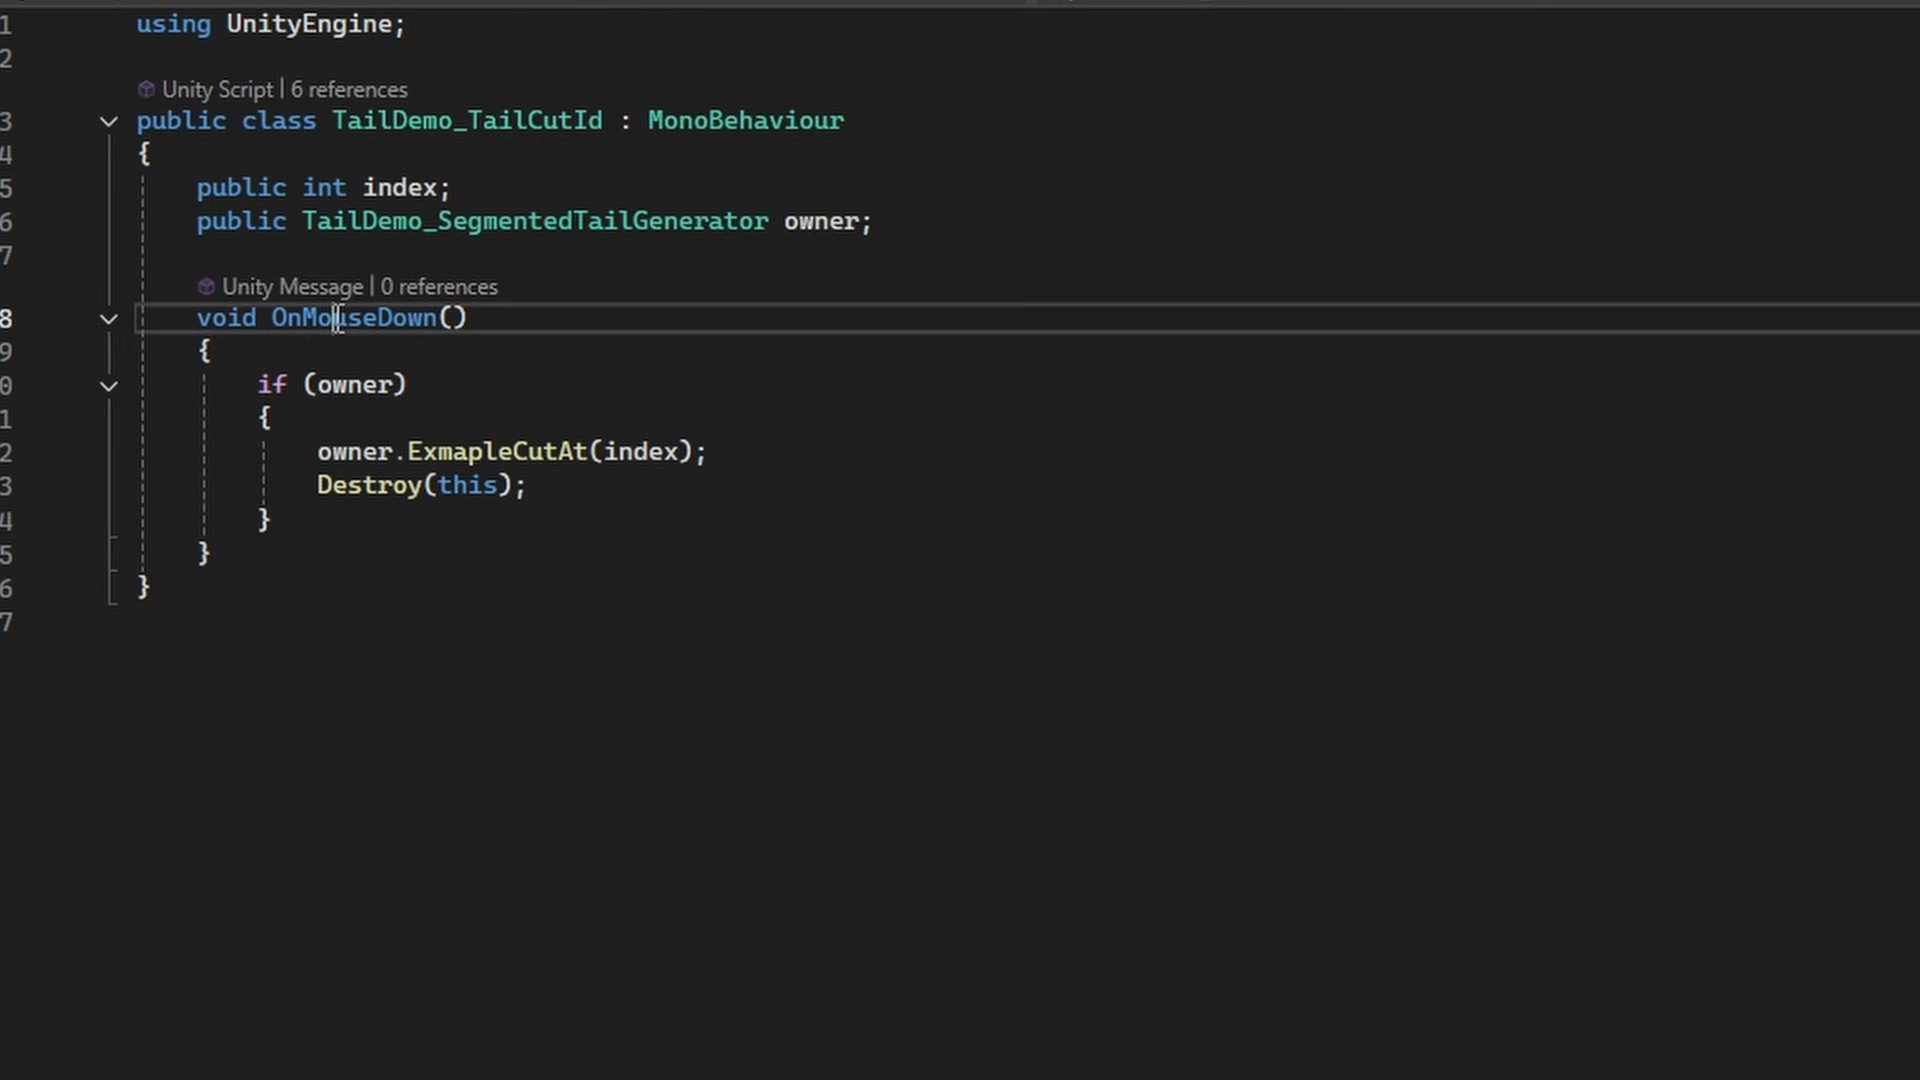 1 using UnityEngine;
2
Unity Script | 6 references
3 public class TailDemo_TailCutId : MonoBehaviour
4 {
5 public int index;
6 public TailDemo_SegmentedTailGenerator owner;
7
Unity Message | 0 references
8 void OnMouseDown()
9 {
0 if (owner)
1 {
2 owner.ExmapleCutAt(index);
3 Destroy(this);
4 }
5 }
6 }
7